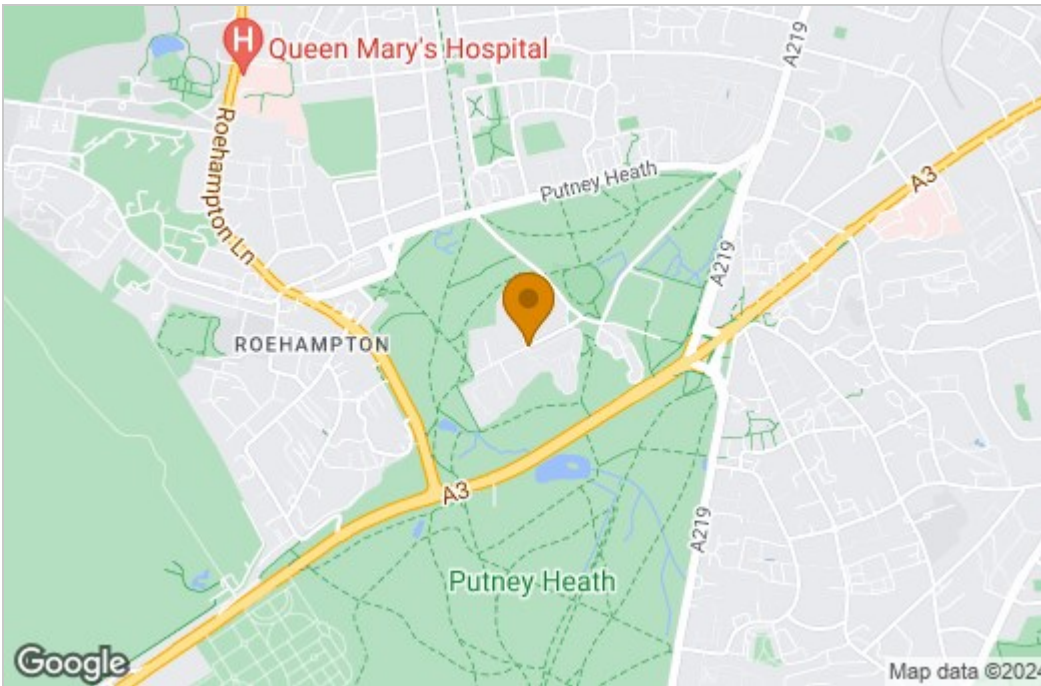 A219
H
Queen Mary's Hospital
Roehampton Ln
Putney Heath
A3
A219
ROEHAMPTON
A3
A219
Putney Heath
Google
Map data ©2024